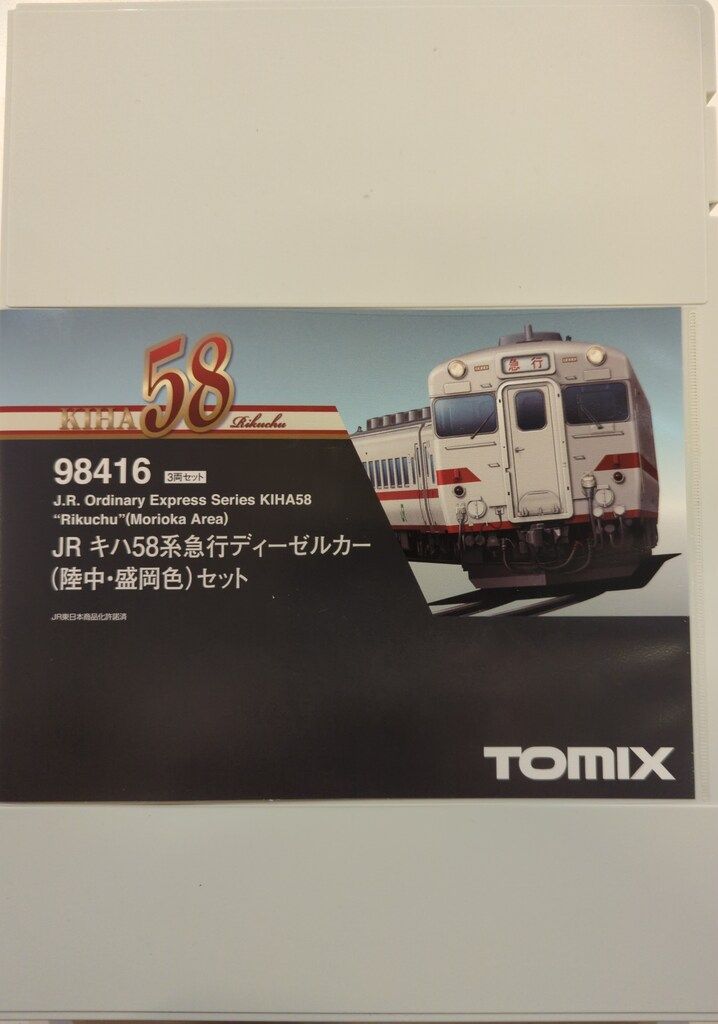 KIHA58 Rikuchu
98416 3両セット
J.R. Ordinary Express Series KIHA58
"Rikuchu"(Morioka Area)
JR キハ58系急行ディーゼルカー
(陸中・盛岡色)セット
JR東日本商品化許諾済
急行
TOMIX